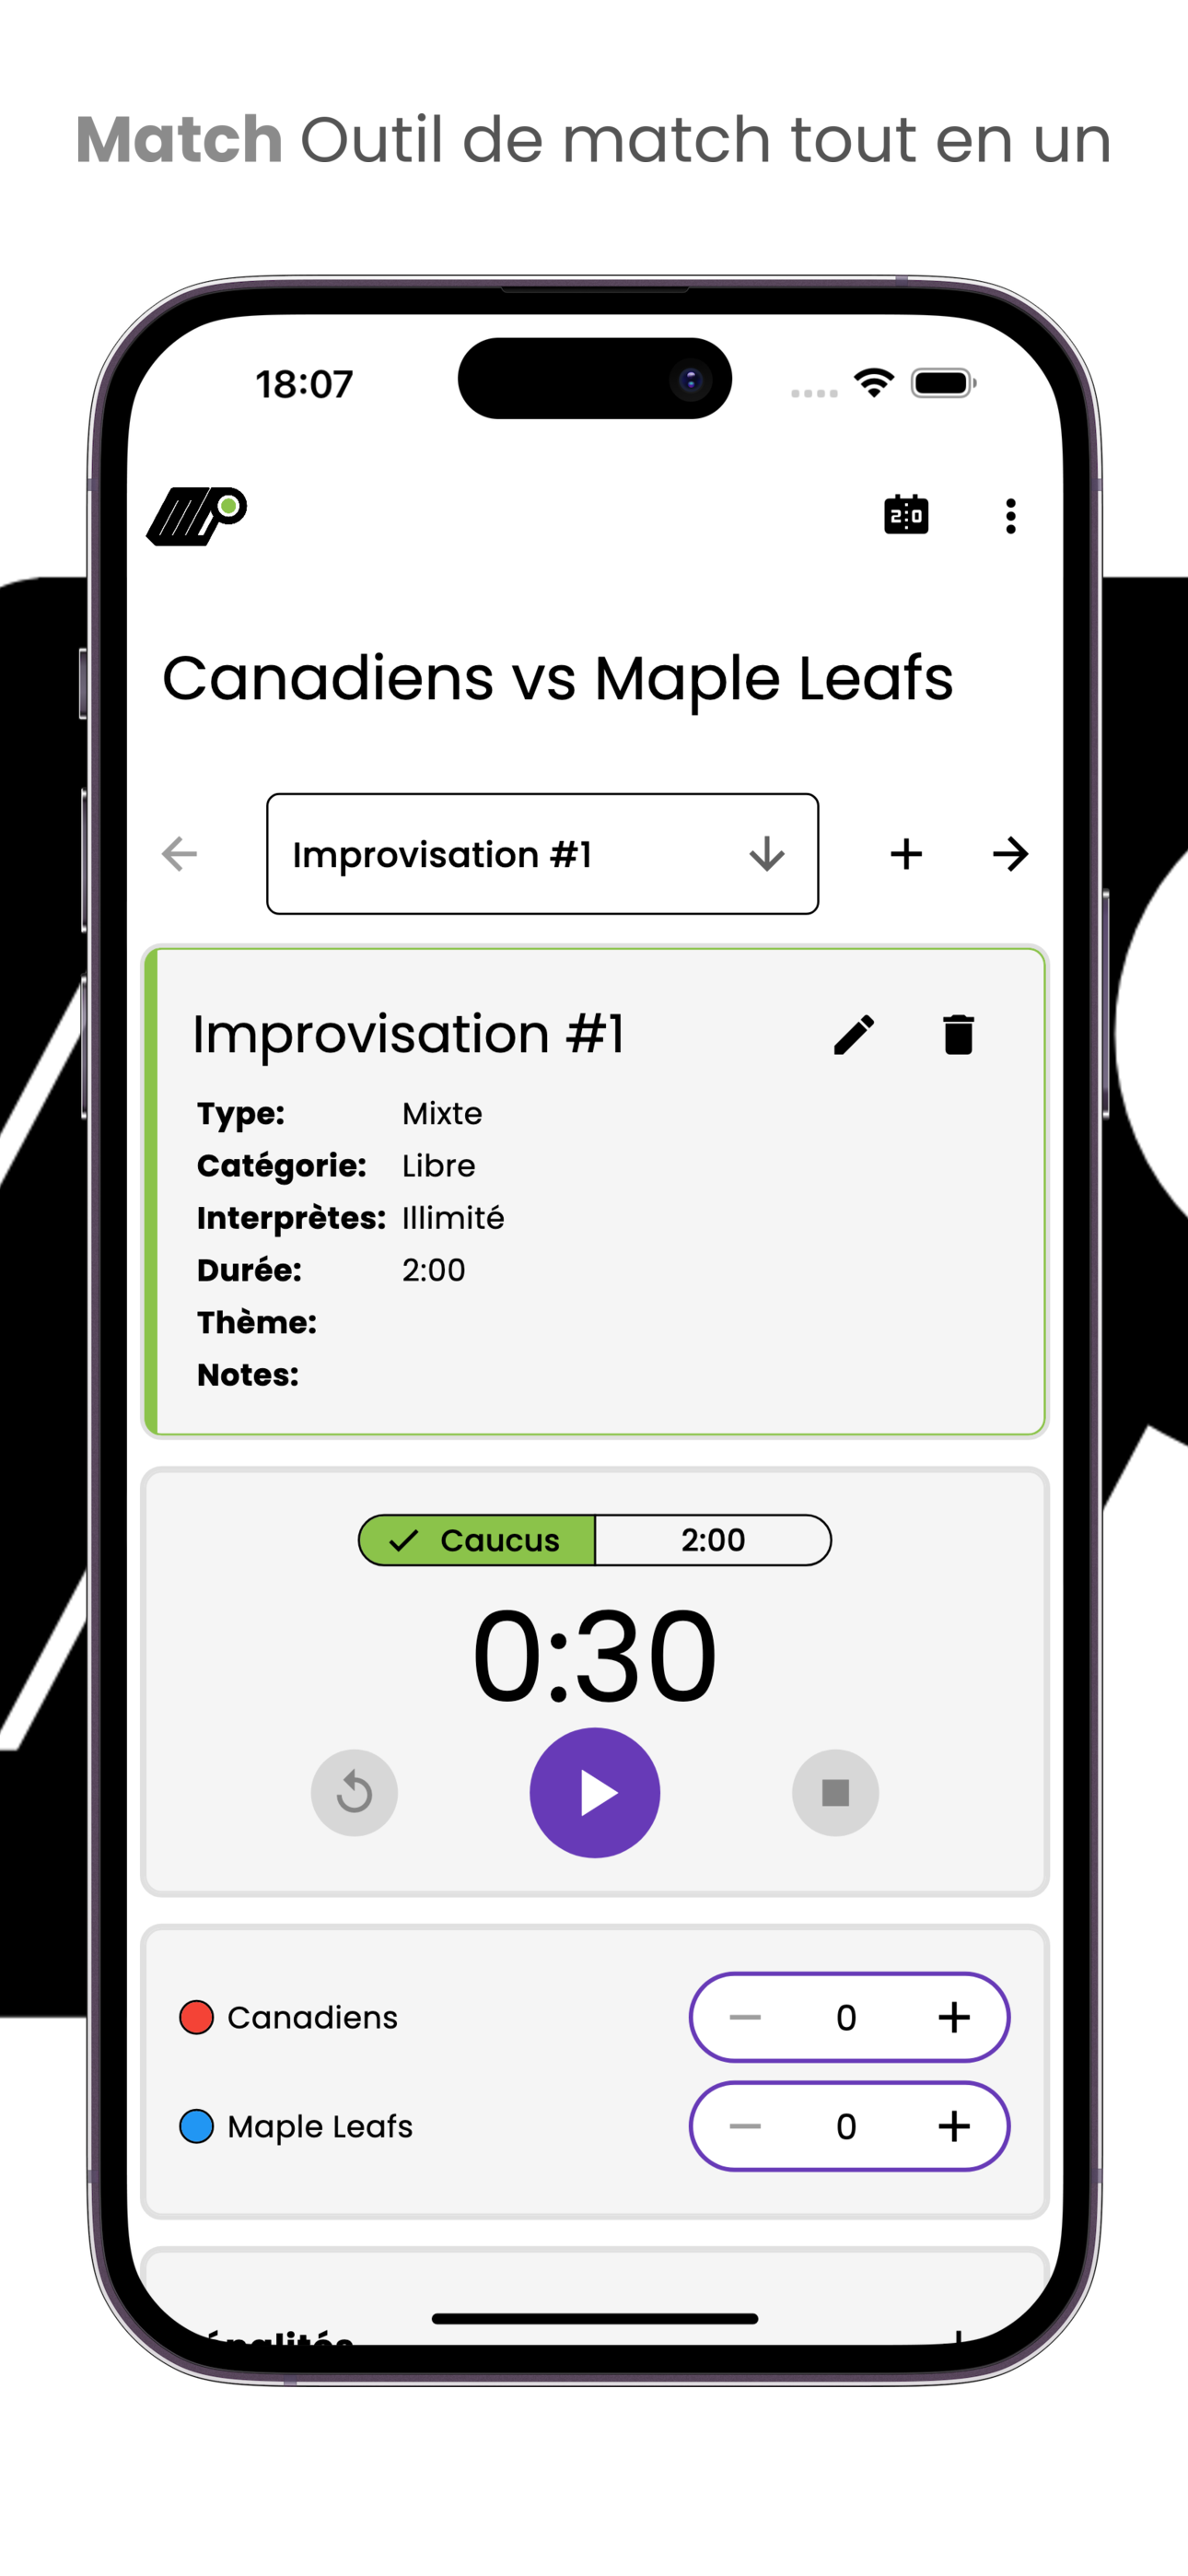 Match Outil de match tout en un
18:07
MP
2:0
Canadiens vs Maple Leafs
Improvisation #1
Improvisation #1
Type: Mixte
Catégorie: Libre
Interprètes: Illimité
Durée: 2:00
Thème:
Notes:
Caucus 2:00
0:30
Canadiens 0
Maple Leafs 0